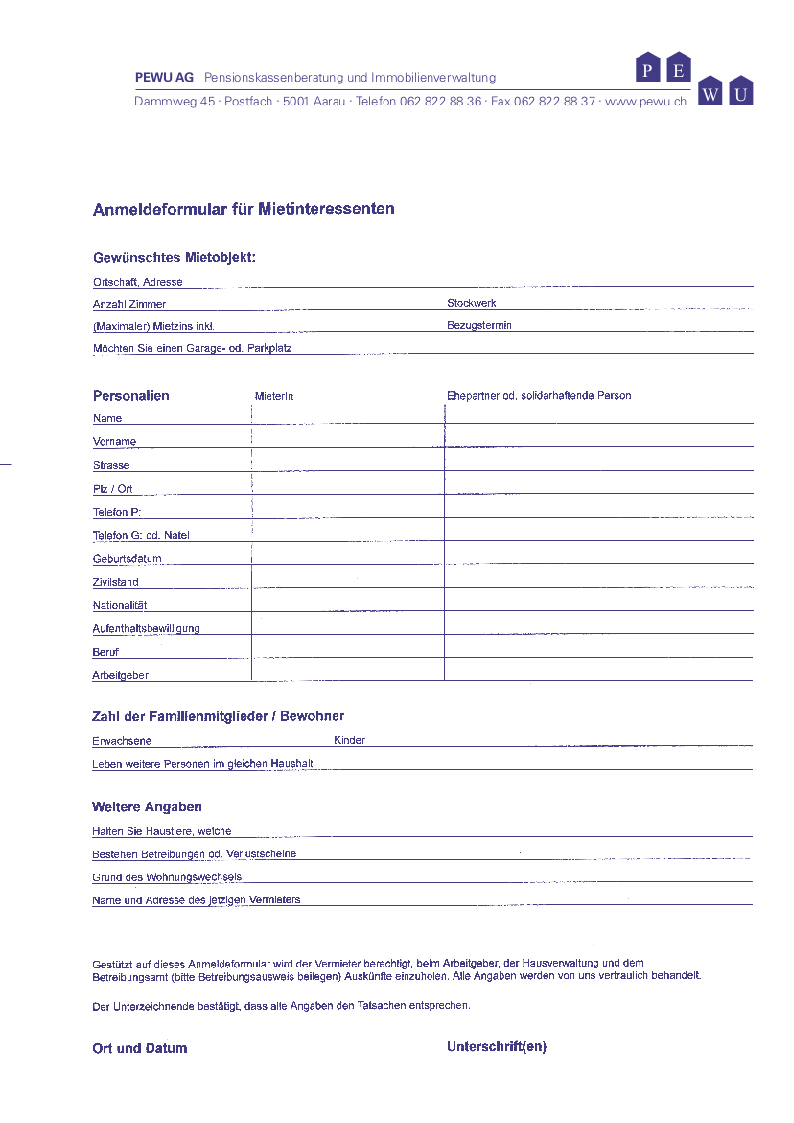 PEWU AG Pensionskassenberatung und Immobilienverwaltung
P E
W U
Dammweg 45 · Postfach · 5001 Aarau · Telefon 062 822 88 36 · Fax 062 822 88 37 · www.pewu.ch
Anmeldeformular für Mietinteressenten
Gewünschtes Mietobjekt:
Ortschaft, Adresse
Anzahl Zimmer Stockwerk
(Maximaler) Mietzins inkl. Bezugstermin
Möchten Sie einen Garage- od. Parkplatz
Personalien MieterIn Ehepartner od. solidarhaftende Person
Name
Vorname
Strasse
Plz / Ort
Telefon P:
Telefon G: od. Natel
Geburtsdatum
Zivilstand
Nationalität
Aufenthaltsbewilligung
Beruf
Arbeitgeber
Zahl der Familienmitglieder / Bewohner
Erwachsene Kinder
Leben weitere Personen im gleichen Haushalt
Weitere Angaben
Halten Sie Haustiere, welche
Bestehen Betreibungen od. Verlustscheine
Grund des Wohnungswechsels
Name und Adresse des jetzigen Vermieters
Gestützt auf dieses Anmeldeformular wird der Vermieter berechtigt, beim Arbeitgeber, der Hausverwaltung und dem
Betreibungsamt (bitte Betreibungsausweis beilegen) Auskünfte einzuholen. Alle Angaben werden von uns vertraulich behandelt.
Der Unterzeichnende bestätigt, dass alle Angaben den Tatsachen entsprechen.
Ort und Datum Unterschrift(en)